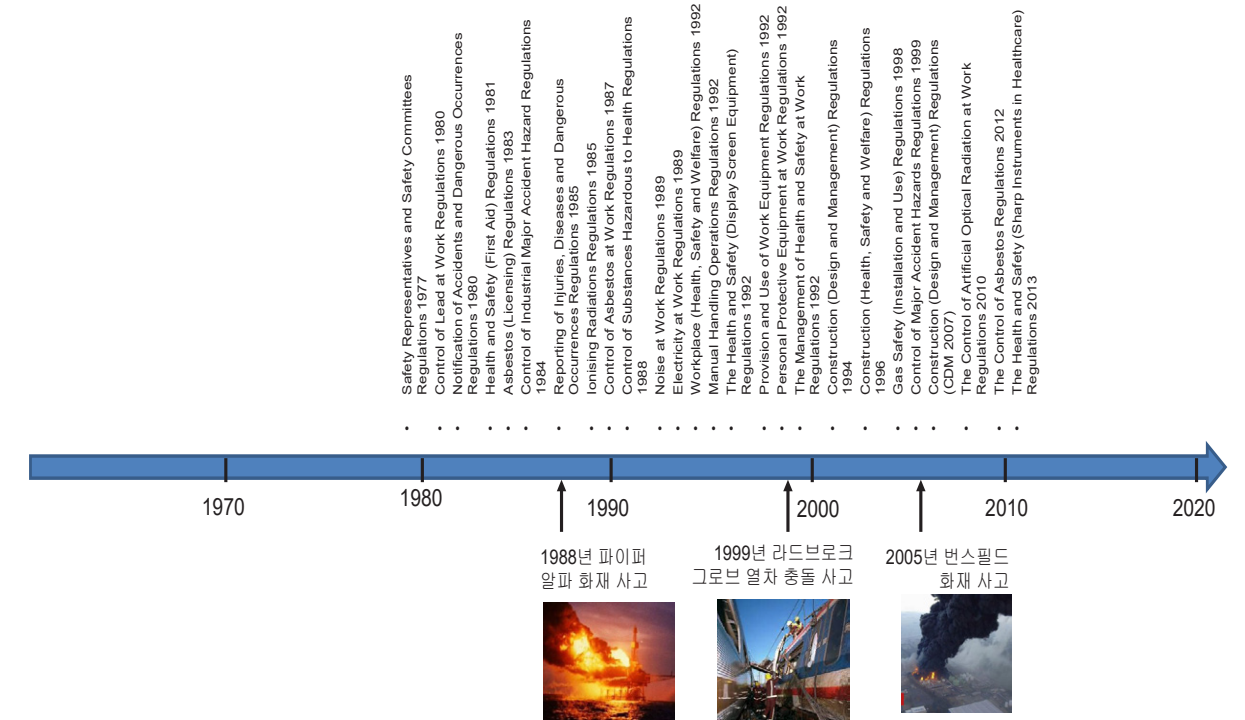 Safety Representatives and Safety Committees
Regulations 1977
Control of Lead at Work Regulations 1980
Notification of Accidents and Dangerous Occurrences
Regulations 1980
Health and Safety (First Aid) Regulations 1981
Asbestos (Licensing) Regulations 1983
Control of Industrial Major Accident Hazard Regulations
1984
Reporting of Injuries, Diseases and Dangerous
Occurrences Regulations 1985
Ionising Radiations Regulations 1985
Control of Asbestos at Work Regulations 1987
Control of Substances Hazardous to Health Regulations
1988
Noise at Work Regulations 1989
Electricity at Work Regulations 1989
Workplace (Health, Safety and Welfare) Regulations 1992
Manual Handling Operations Regulations 1992
The Health and Safety (Display Screen Equipment)
Regulations 1992
Provision and Use of Work Equipment Regulations 1992
Personal Protective Equipment at Work Regulations 1992
The Management of Health and Safety at Work
Regulations 1992
Construction (Design and Management) Regulations
1994
Construction (Health, Safety and Welfare) Regulations
1996
Gas Safety (Installation and Use) Regulations 1998
Control of Major Accident Hazards Regulations 1999
Construction (Design and Management) Regulations
(CDM 2007)
The Control of Artificial Optical Radiation at Work
Regulations 2010
The Control of Asbestos Regulations 2012
The Health and Safety (Sharp Instruments in Healthcare)
Regulations 2013
1970
1980
1990
2000
2010
2020
1988년 파이퍼
알파 화재 사고
1999년 라드브로크
그로브 열차 충돌 사고
2005년 번스필드
화재 사고